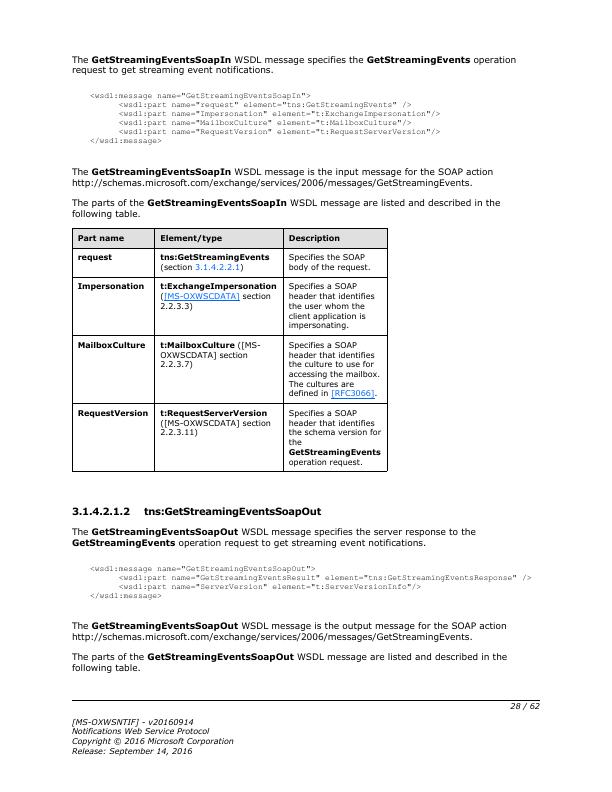 The GetStreamingEventsSoapIn WSDL message specifies the GetStreamingEvents operation
request to get streaming event notifications.
<wsdl:message name="GetStreamingEventsSoapIn">
<wsdl:part name="request" element="tns:GetStreamingEvents" />
<wsdl:part name="Impersonation" element="t:ExchangeImpersonation"/>
<wsdl:part name="MailboxCulture" element="t:MailboxCulture"/>
<wsdl:part name="RequestVersion" element="t:RequestServerVersion"/>
</wsdl:message>
The GetStreamingEventsSoapIn WSDL message is the input message for the SOAP action
http://schemas.microsoft.com/exchange/services/2006/messages/GetStreamingEvents.
The parts of the GetStreamingEventsSoapIn WSDL message are listed and described in the
following table.
Part name Element/type Description
request
tns:GetStreamingEvents
(section 3.1.4.2.2.1)
Specifies the SOAP
body of the request.
Impersonation
t:ExchangeImpersonation
([MS-OXWSCDATA] section
2.2.3.3)
Specifies a SOAP
header that identifies
the user whom the
client application is
impersonating.
MailboxCulture
t:MailboxCulture ([MS-
OXWSCDATA] section
2.2.3.7)
Specifies a SOAP
header that identifies
the culture to use for
accessing the mailbox.
The cultures are
defined in [RFC3066].
RequestVersion
t:RequestServerVersion
([MS-OXWSCDATA] section
2.2.3.11)
Specifies a SOAP
header that identifies
the schema version for
the
GetStreamingEvents
operation request.
3.1.4.2.1.2 tns:GetStreamingEventsSoapOut
The GetStreamingEventsSoapOut WSDL message specifies the server response to the
GetStreamingEvents operation request to get streaming event notifications.
<wsdl:message name="GetStreamingEventsSoapOut">
<wsdl:part name="GetStreamingEventsResult" element="tns:GetStreamingEventsResponse" />
<wsdl:part name="ServerVersion" element="t:ServerVersionInfo"/>
</wsdl:message>
The GetStreamingEventsSoapOut WSDL message is the output message for the SOAP action
http://schemas.microsoft.com/exchange/services/2006/messages/GetStreamingEvents.
The parts of the GetStreamingEventsSoapOut WSDL message are listed and described in the
following table.
28 / 62
[MS-OXWSNTIF] - v20160914
Notifications Web Service Protocol
Copyright © 2016 Microsoft Corporation
Release: September 14, 2016